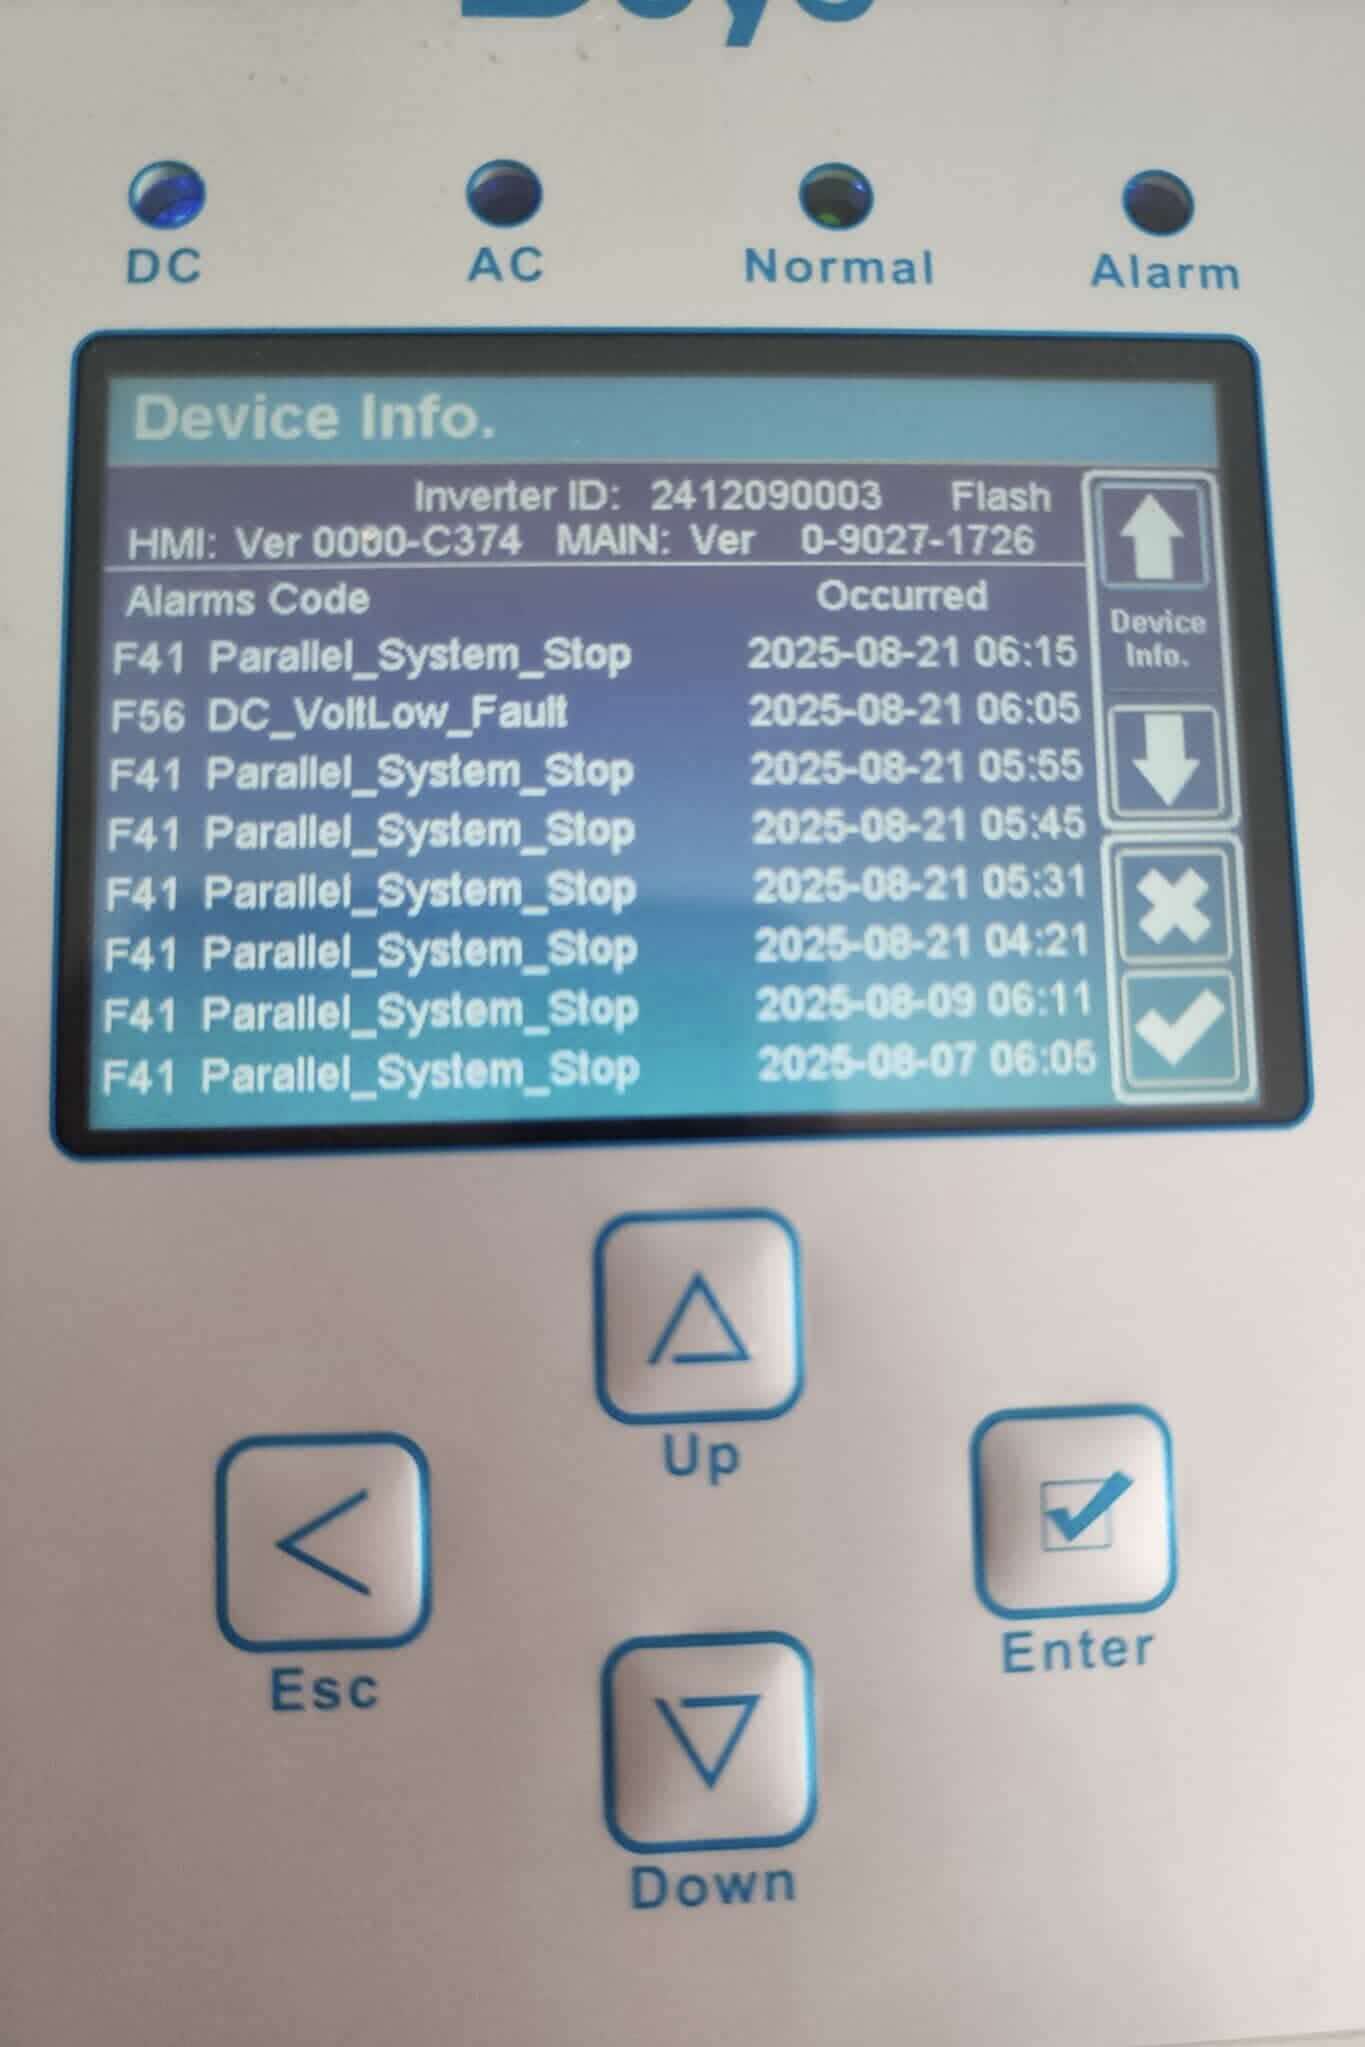 DC AC Normal Alarm
Device Info.
Inverter ID: 2412090003 Flash
HMI: Ver 0000-C374 MAIN: Ver 0-9027-1726
Alarms Code Occurred
F41 Parallel_System_Stop 2025-08-21 06:15
F56 DC_VoltLow_Fault 2025-08-21 06:05
F41 Parallel_System_Stop 2025-08-21 05:55
F41 Parallel_System_Stop 2025-08-21 05:45
F41 Parallel_System_Stop 2025-08-21 05:31
F41 Parallel_System_Stop 2025-08-21 04:21
F41 Parallel_System_Stop 2025-08-09 06:11
F41 Parallel_System_Stop 2025-08-07 06:05
Device
Info.
Up
Esc
Enter
Down